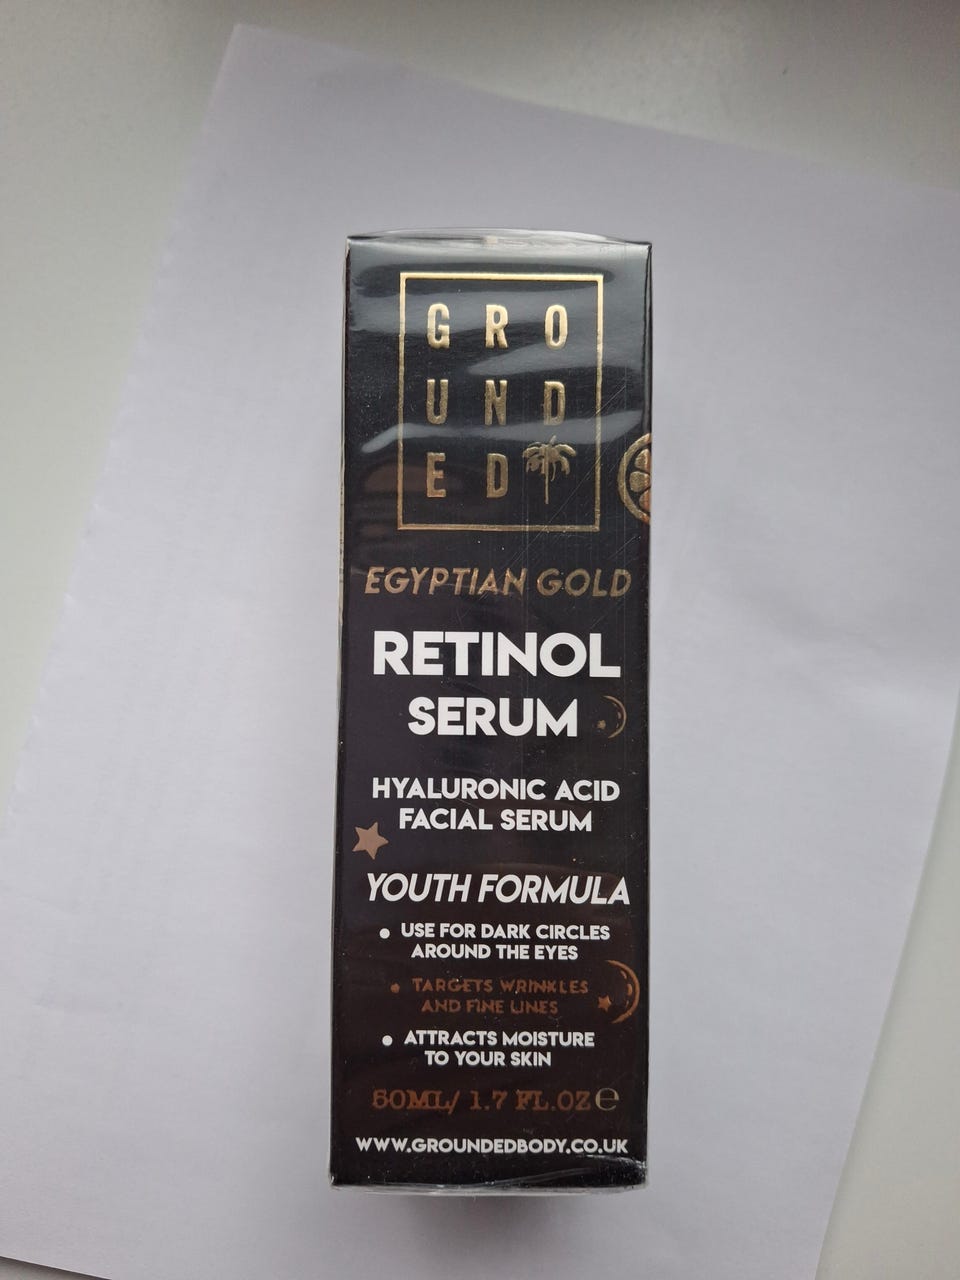 GRO
UND
ED
EGYPTIAN GOLD
RETINOL
SERUM
HYALURONIC ACID
FACIAL SERUM
YOUTH FORMULA
• USE FOR DARK CIRCLES
AROUND THE EYES
• TARGETS WRINKLES
AND FINE LINES
• ATTRACTS MOISTURE
TO YOUR SKIN
50ML/ 1.7 FL.OZ ℮
WWW.GROUNDEDBODY.CO.UK